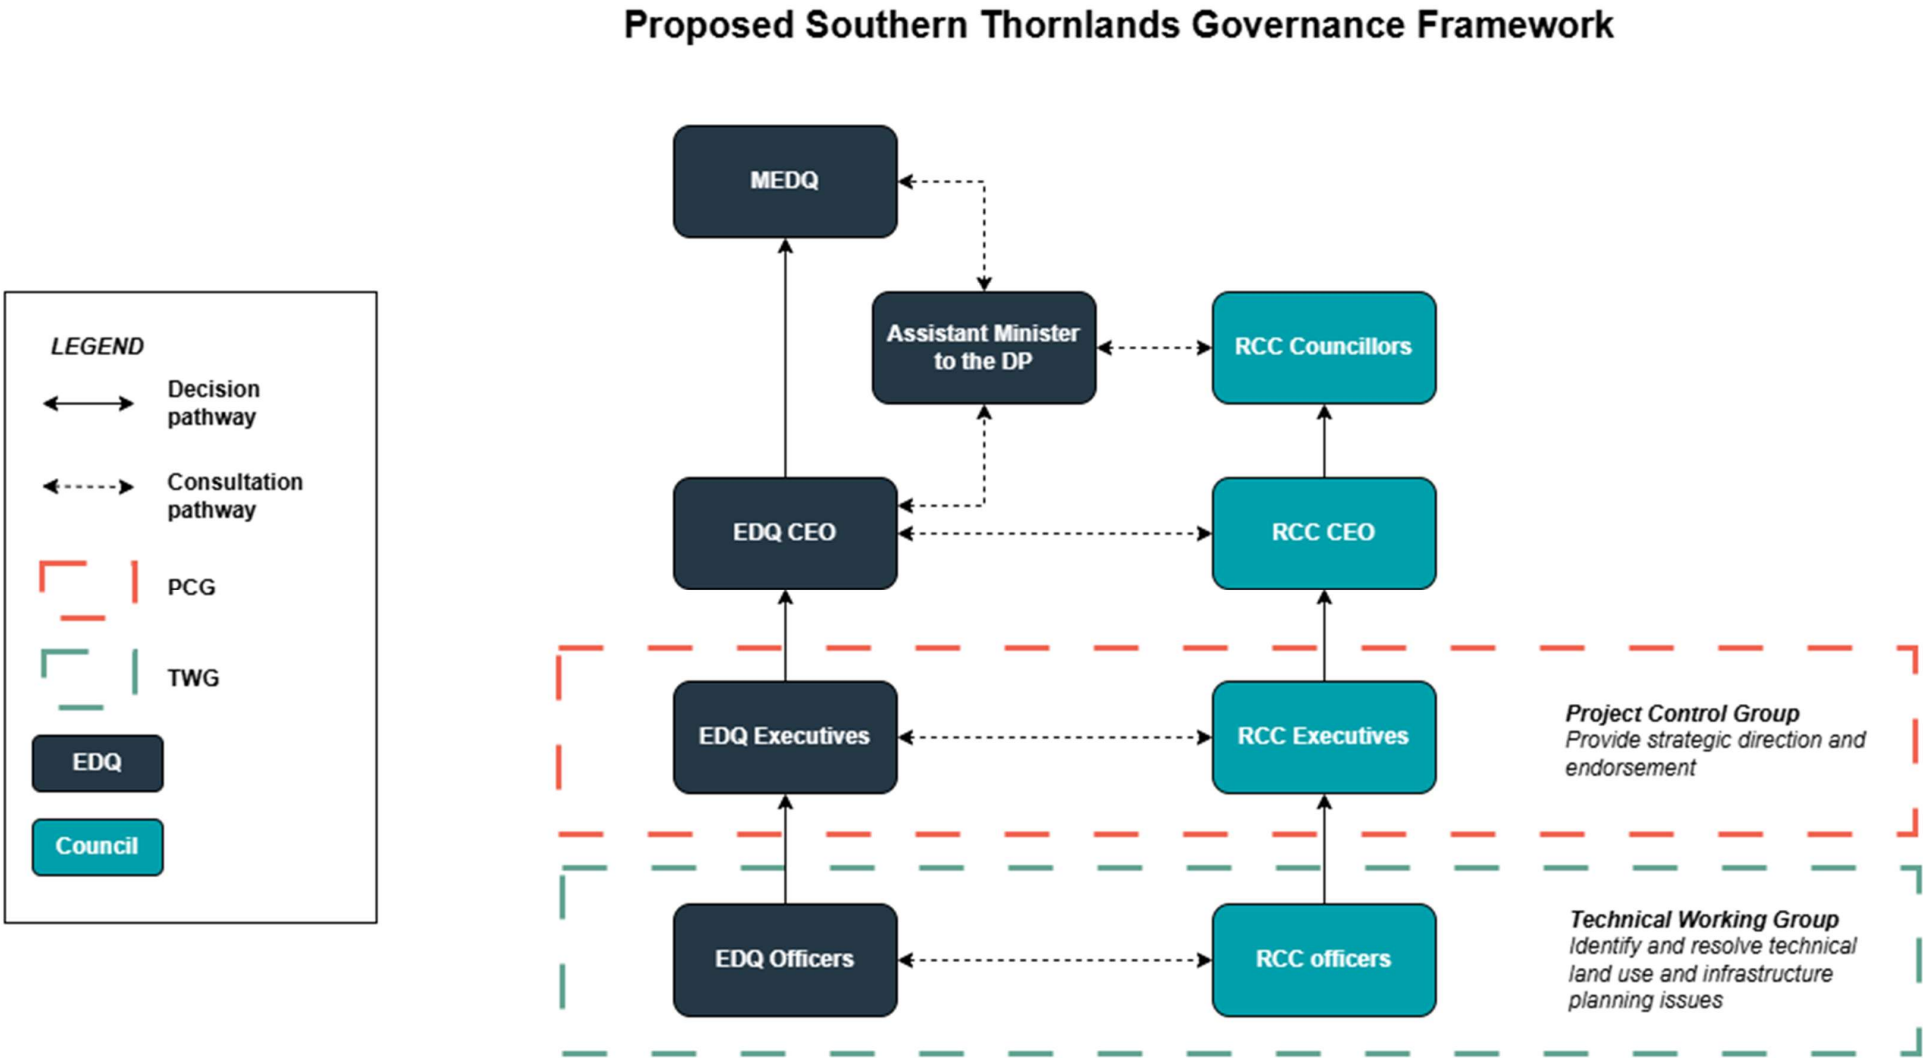 Proposed Southern Thornlands Governance Framework
MEDQ
Assistant Minister
to the DP
RCC Councillors
LEGEND
Decision
pathway
Consultation
pathway
PCG
TWG
EDQ
Council
EDQ CEO
RCC CEO
EDQ Executives
RCC Executives
Project Control Group
Provide strategic direction and
endorsement
EDQ Officers
RCC officers
Technical Working Group
Identify and resolve technical
land use and infrastructure
planning issues